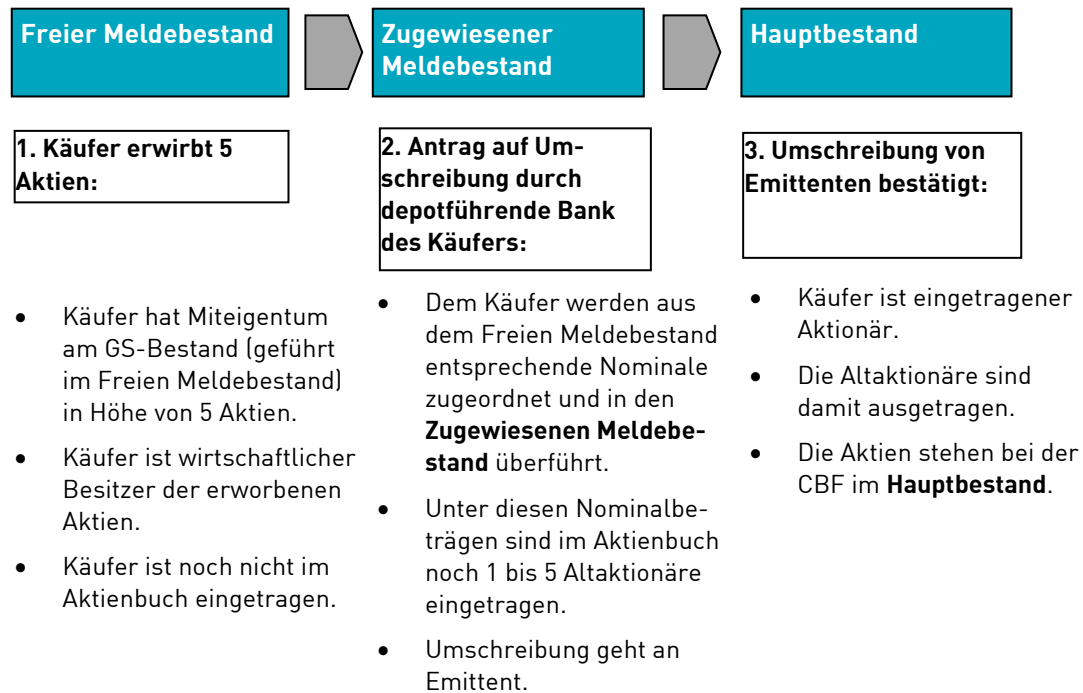 Freier Meldebestand
Zugewiesener
Meldebestand
Hauptbestand
1. Käufer erwirbt 5
Aktien:
2. Antrag auf Um-
schreibung durch
depotführende Bank
des Käufers:
3. Umschreibung von
Emittenten bestätigt:
• Käufer hat Miteigentum
am GS-Bestand (geführt
im Freien Meldebestand)
in Höhe von 5 Aktien.
• Käufer ist wirtschaftlicher
Besitzer der erworbenen
Aktien.
• Käufer ist noch nicht im
Aktienbuch eingetragen.
• Dem Käufer werden aus
dem Freien Meldebestand
entsprechende Nominale
zugeordnet und in den
Zugewiesenen Meldebe-
stand überführt.
• Unter diesen Nominalbe-
trägen sind im Aktienbuch
noch 1 bis 5 Altaktionäre
eingetragen.
• Umschreibung geht an
Emittent.
• Käufer ist eingetragener
Aktionär.
• Die Altaktionäre sind
damit ausgetragen.
• Die Aktien stehen bei der
CBF im Hauptbestand.